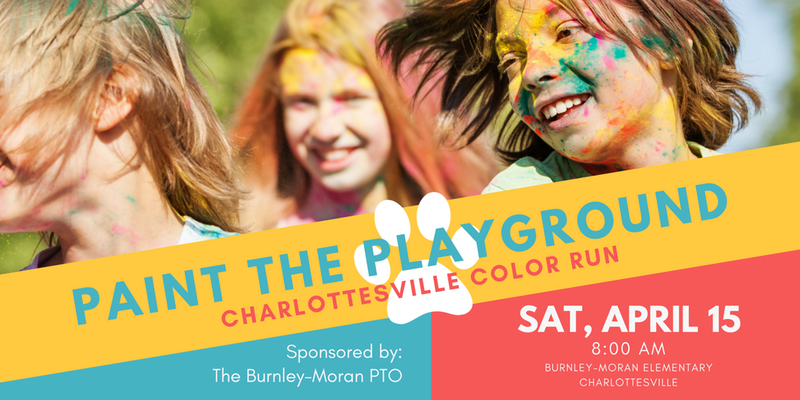 PAINT THE PLAYGROUND
CHARLOTTESVILLE COLOR RUN
Sponsored by:
The Burnley-Moran PTO
SAT, APRIL 15
8:00 AM
BURNLEY-MORAN ELEMENTARY
CHARLOTTESVILLE